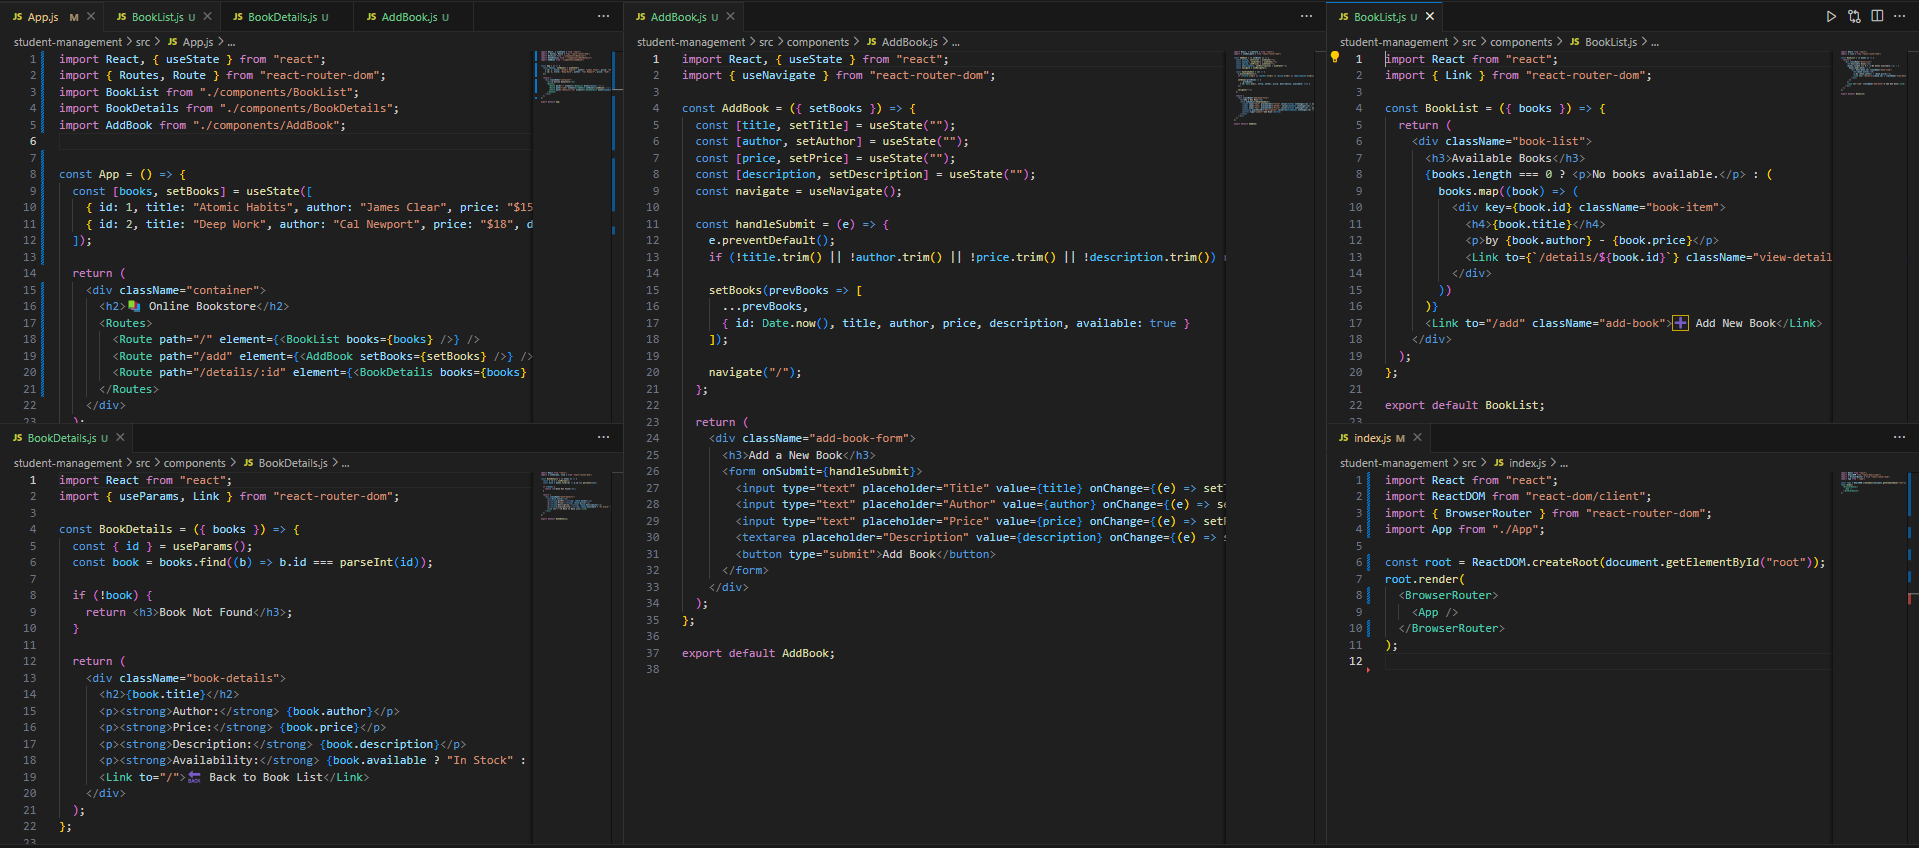 JS App.js M
JS BookList.js U
JS BookDetails.js U
JS AddBook.js U
student-management > src > JS App.js > ...
1 import React, { useState } from "react";
2 import { Routes, Route } from "react-router-dom";
3 import BookList from "./components/BookList";
4 import BookDetails from "./components/BookDetails";
5 import AddBook from "./components/AddBook";
6
7
8 const App = () => {
9 const [books, setBooks] = useState([
10 { id: 1, title: "Atomic Habits", author: "James Clear", price: "$15
11 { id: 2, title: "Deep Work", author: "Cal Newport", price: "$18", d
12 ]);
13
14 return (
15 <div className="container">
16 <h2>📚 Online Bookstore</h2>
17 <Routes>
18 <Route path="/" element={<BookList books={books} />} />
19 <Route path="/add" element={<AddBook setBooks={setBooks} />} />
20 <Route path="/details/:id" element={<BookDetails books={books}
21 </Routes>
22 </div>
23 );
JS BookDetails.js U
student-management > src > components > JS BookDetails.js > ...
1 import React from "react";
2 import { useParams, Link } from "react-router-dom";
3
4 const BookDetails = ({ books }) => {
5 const { id } = useParams();
6 const book = books.find((b) => b.id === parseInt(id));
7
8 if (!book) {
9 return <h3>Book Not Found</h3>;
10 }
11
12 return (
13 <div className="book-details">
14 <h2>{book.title}</h2>
15 <p><strong>Author:</strong> {book.author}</p>
16 <p><strong>Price:</strong> {book.price}</p>
17 <p><strong>Description:</strong> {book.description}</p>
18 <p><strong>Availability:</strong> {book.available ? "In Stock" :
19 <Link to="/">🔙 Back to Book List</Link>
20 </div>
21 );
22 };
23
JS AddBook.js U
student-management > src > components > JS AddBook.js > ...
1 import React, { useState } from "react";
2 import { useNavigate } from "react-router-dom";
3
4 const AddBook = ({ setBooks }) => {
5 const [title, setTitle] = useState("");
6 const [author, setAuthor] = useState("");
7 const [price, setPrice] = useState("");
8 const [description, setDescription] = useState("");
9 const navigate = useNavigate();
10
11 const handleSubmit = (e) => {
12 e.preventDefault();
13 if (!title.trim() || !author.trim() || !price.trim() || !description.trim())
14
15 setBooks(prevBooks => [
16 ...prevBooks,
17 { id: Date.now(), title, author, price, description, available: true }
18 ]);
19
20 navigate("/");
21 };
22
23 return (
24 <div className="add-book-form">
25 <h3>Add a New Book</h3>
26 <form onSubmit={handleSubmit}>
27 <input type="text" placeholder="Title" value={title} onChange={(e) => set
28 <input type="text" placeholder="Author" value={author} onChange={(e) => se
29 <input type="text" placeholder="Price" value={price} onChange={(e) => set
30 <textarea placeholder="Description" value={description} onChange={(e) => s
31 <button type="submit">Add Book</button>
32 </form>
33 </div>
34 );
35 };
36
37 export default AddBook;
38
JS BookList.js U
student-management > src > components > JS BookList.js > ...
1 import React from "react";
2 import { Link } from "react-router-dom";
3
4 const BookList = ({ books }) => {
5 return (
6 <div className="book-list">
7 <h3>Available Books</h3>
8 {books.length === 0 ? <p>No books available.</p> : (
9 books.map((book) => (
10 <div key={book.id} className="book-item">
11 <h4>{book.title}</h4>
12 <p>by {book.author} - {book.price}</p>
13 <Link to={`/details/${book.id}`} className="view-detail
14 </div>
15 ))
16 )}
17 <Link to="/add" className="add-book">➕ Add New Book</Link>
18 </div>
19 );
20 };
21
22 export default BookList;
23
JS index.js M
student-management > src > JS index.js > ...
1 import React from "react";
2 import ReactDOM from "react-dom/client";
3 import { BrowserRouter } from "react-router-dom";
4 import App from "./App";
5
6 const root = ReactDOM.createRoot(document.getElementById("root"));
7 root.render(
8 <BrowserRouter>
9 <App />
10 </BrowserRouter>
11 );
12